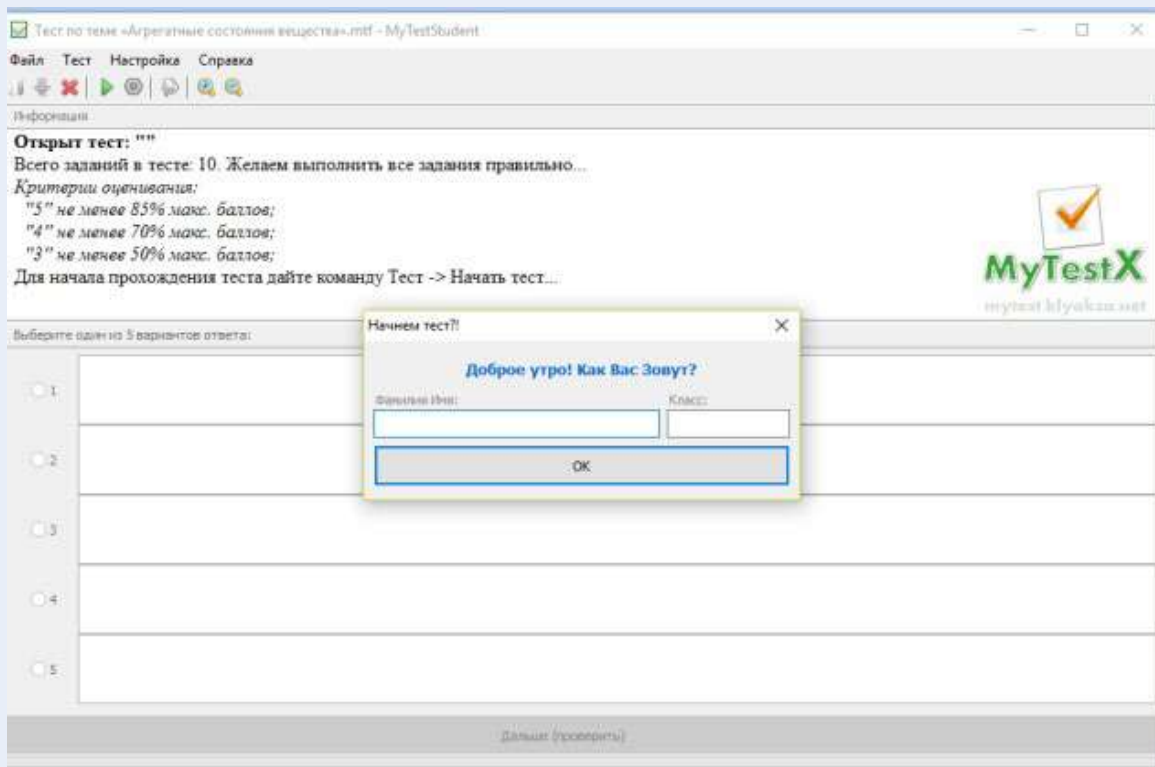 Тест по теме «Агрегатные состояния вещества».mtf - MyTestStudent
Файл Тест Настройка Справка
Информация
Открыт тест: ""
Всего заданий в тесте: 10. Желаем выполнить все задания правильно...
Критерии оценивания:
"5" не менее 85% макс. баллов;
"4" не менее 70% макс. баллов;
"3" не менее 50% макс. баллов;
Для начала прохождения теста дайте команду Тест -> Начать тест...
MyTestX
mytest.klyaksa.net
Выберите один из 5 вариантов ответа:
Начнем тест?!
Доброе утро! Как Вас Зовут?
Фамилия Имя: Класс:
OK
1
2
3
4
5
Дальше (проверить)